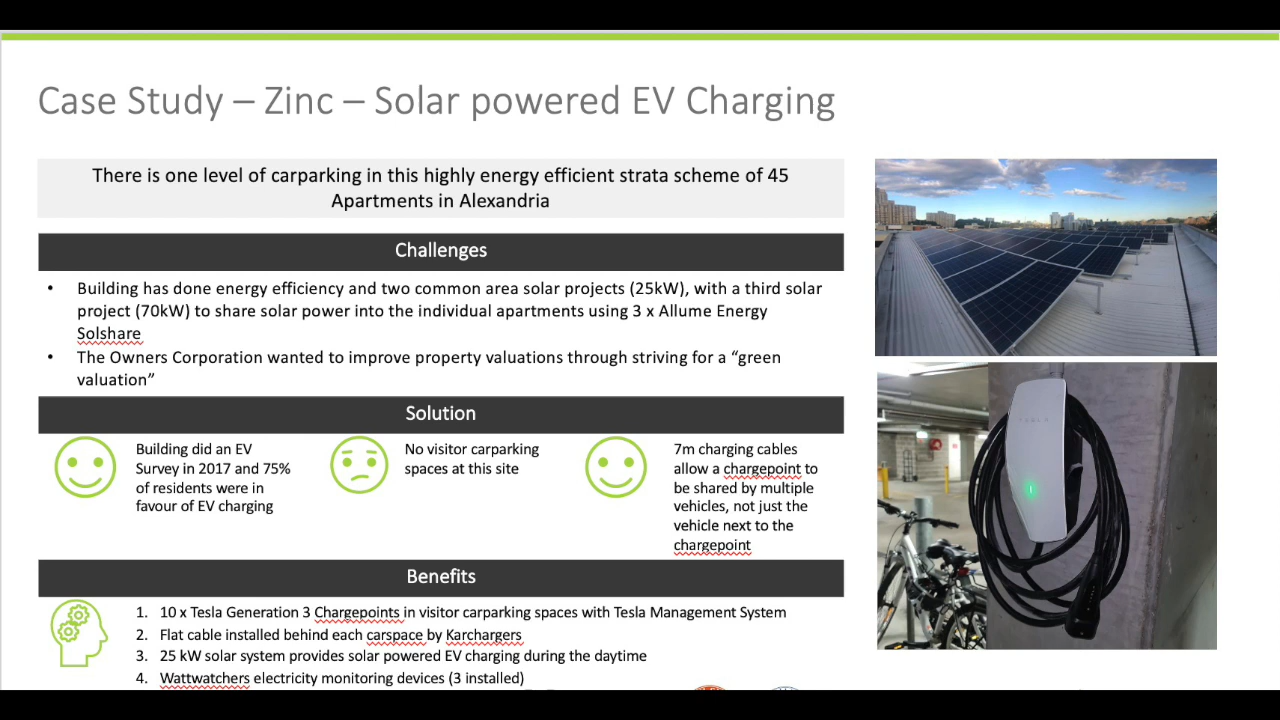 Case Study – Zinc – Solar powered EV Charging
There is one level of carparking in this highly energy efficient strata scheme of 45
Apartments in Alexandria
Challenges
• Building has done energy efficiency and two common area solar projects (25kW), with a third solar
project (70kW) to share solar power into the individual apartments using 3 x Allume Energy
Solshare
• The Owners Corporation wanted to improve property valuations through striving for a “green
valuation”
Solution
Building did an EV
Survey in 2017 and 75%
of residents were in
favour of EV charging
No visitor carparking
spaces at this site
7m charging cables
allow a chargepoint to
be shared by multiple
vehicles, not just the
vehicle next to the
chargepoint
Benefits
1. 10 x Tesla Generation 3 Chargepoints in visitor carparking spaces with Tesla Management System
2. Flat cable installed behind each carspace by Karchargers
3. 25 kW solar system provides solar powered EV charging during the daytime
4. Wattwatchers electricity monitoring devices (3 installed)
TESLA